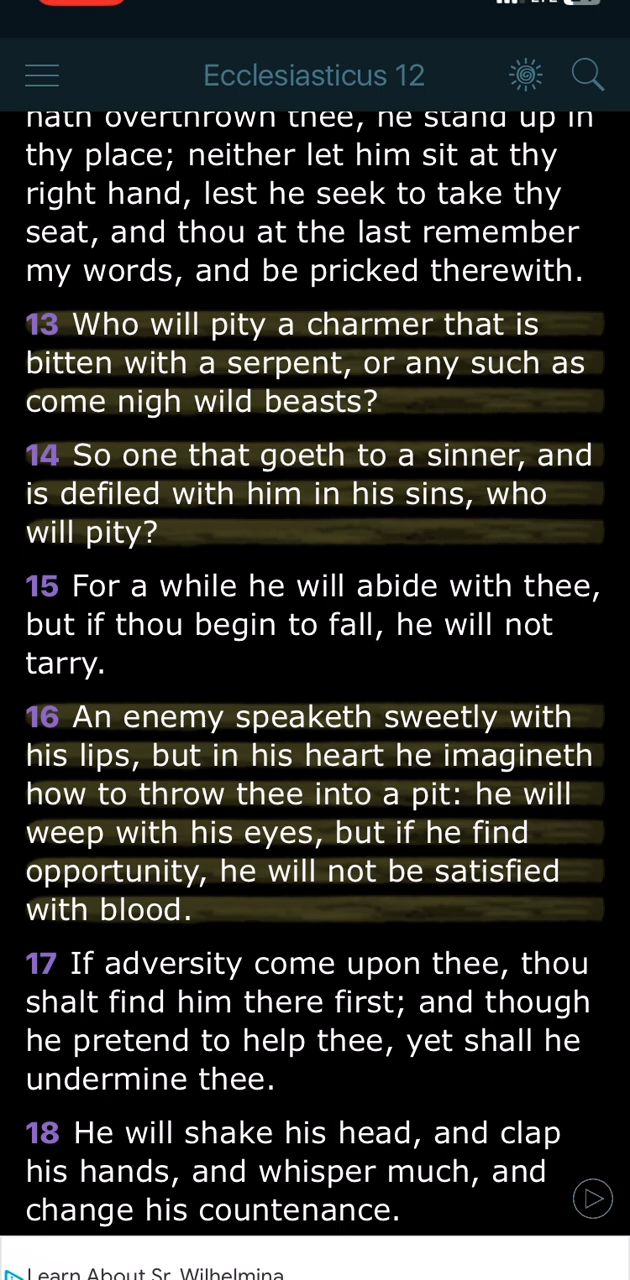 Ecclesiasticus 12
hath overthrown thee, he stand up in
thy place; neither let him sit at thy
right hand, lest he seek to take thy
seat, and thou at the last remember
my words, and be pricked therewith.
13 Who will pity a charmer that is
bitten with a serpent, or any such as
come nigh wild beasts?
14 So one that goeth to a sinner, and
is defiled with him in his sins, who
will pity?
15 For a while he will abide with thee,
but if thou begin to fall, he will not
tarry.
16 An enemy speaketh sweetly with
his lips, but in his heart he imagineth
how to throw thee into a pit: he will
weep with his eyes, but if he find
opportunity, he will not be satisfied
with blood.
17 If adversity come upon thee, thou
shalt find him there first; and though
he pretend to help thee, yet shall he
undermine thee.
18 He will shake his head, and clap
his hands, and whisper much, and
change his countenance.
Learn About Sr. Wilhelmina